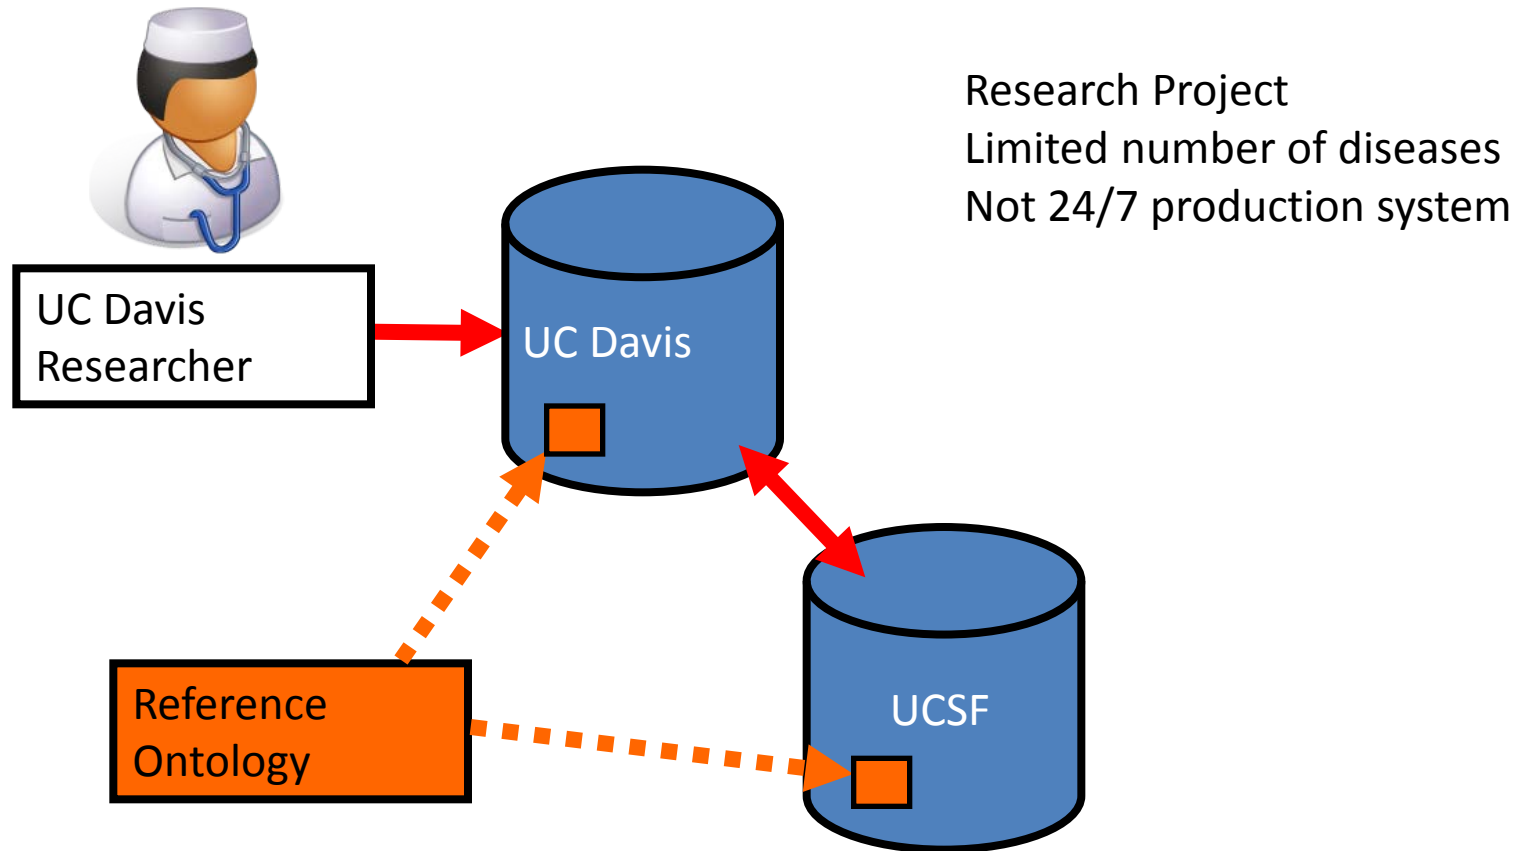 Research Project
Limited number of diseases
Not 24/7 production system
UC Davis
Researcher
UC Davis
Reference
Ontology
UCSF